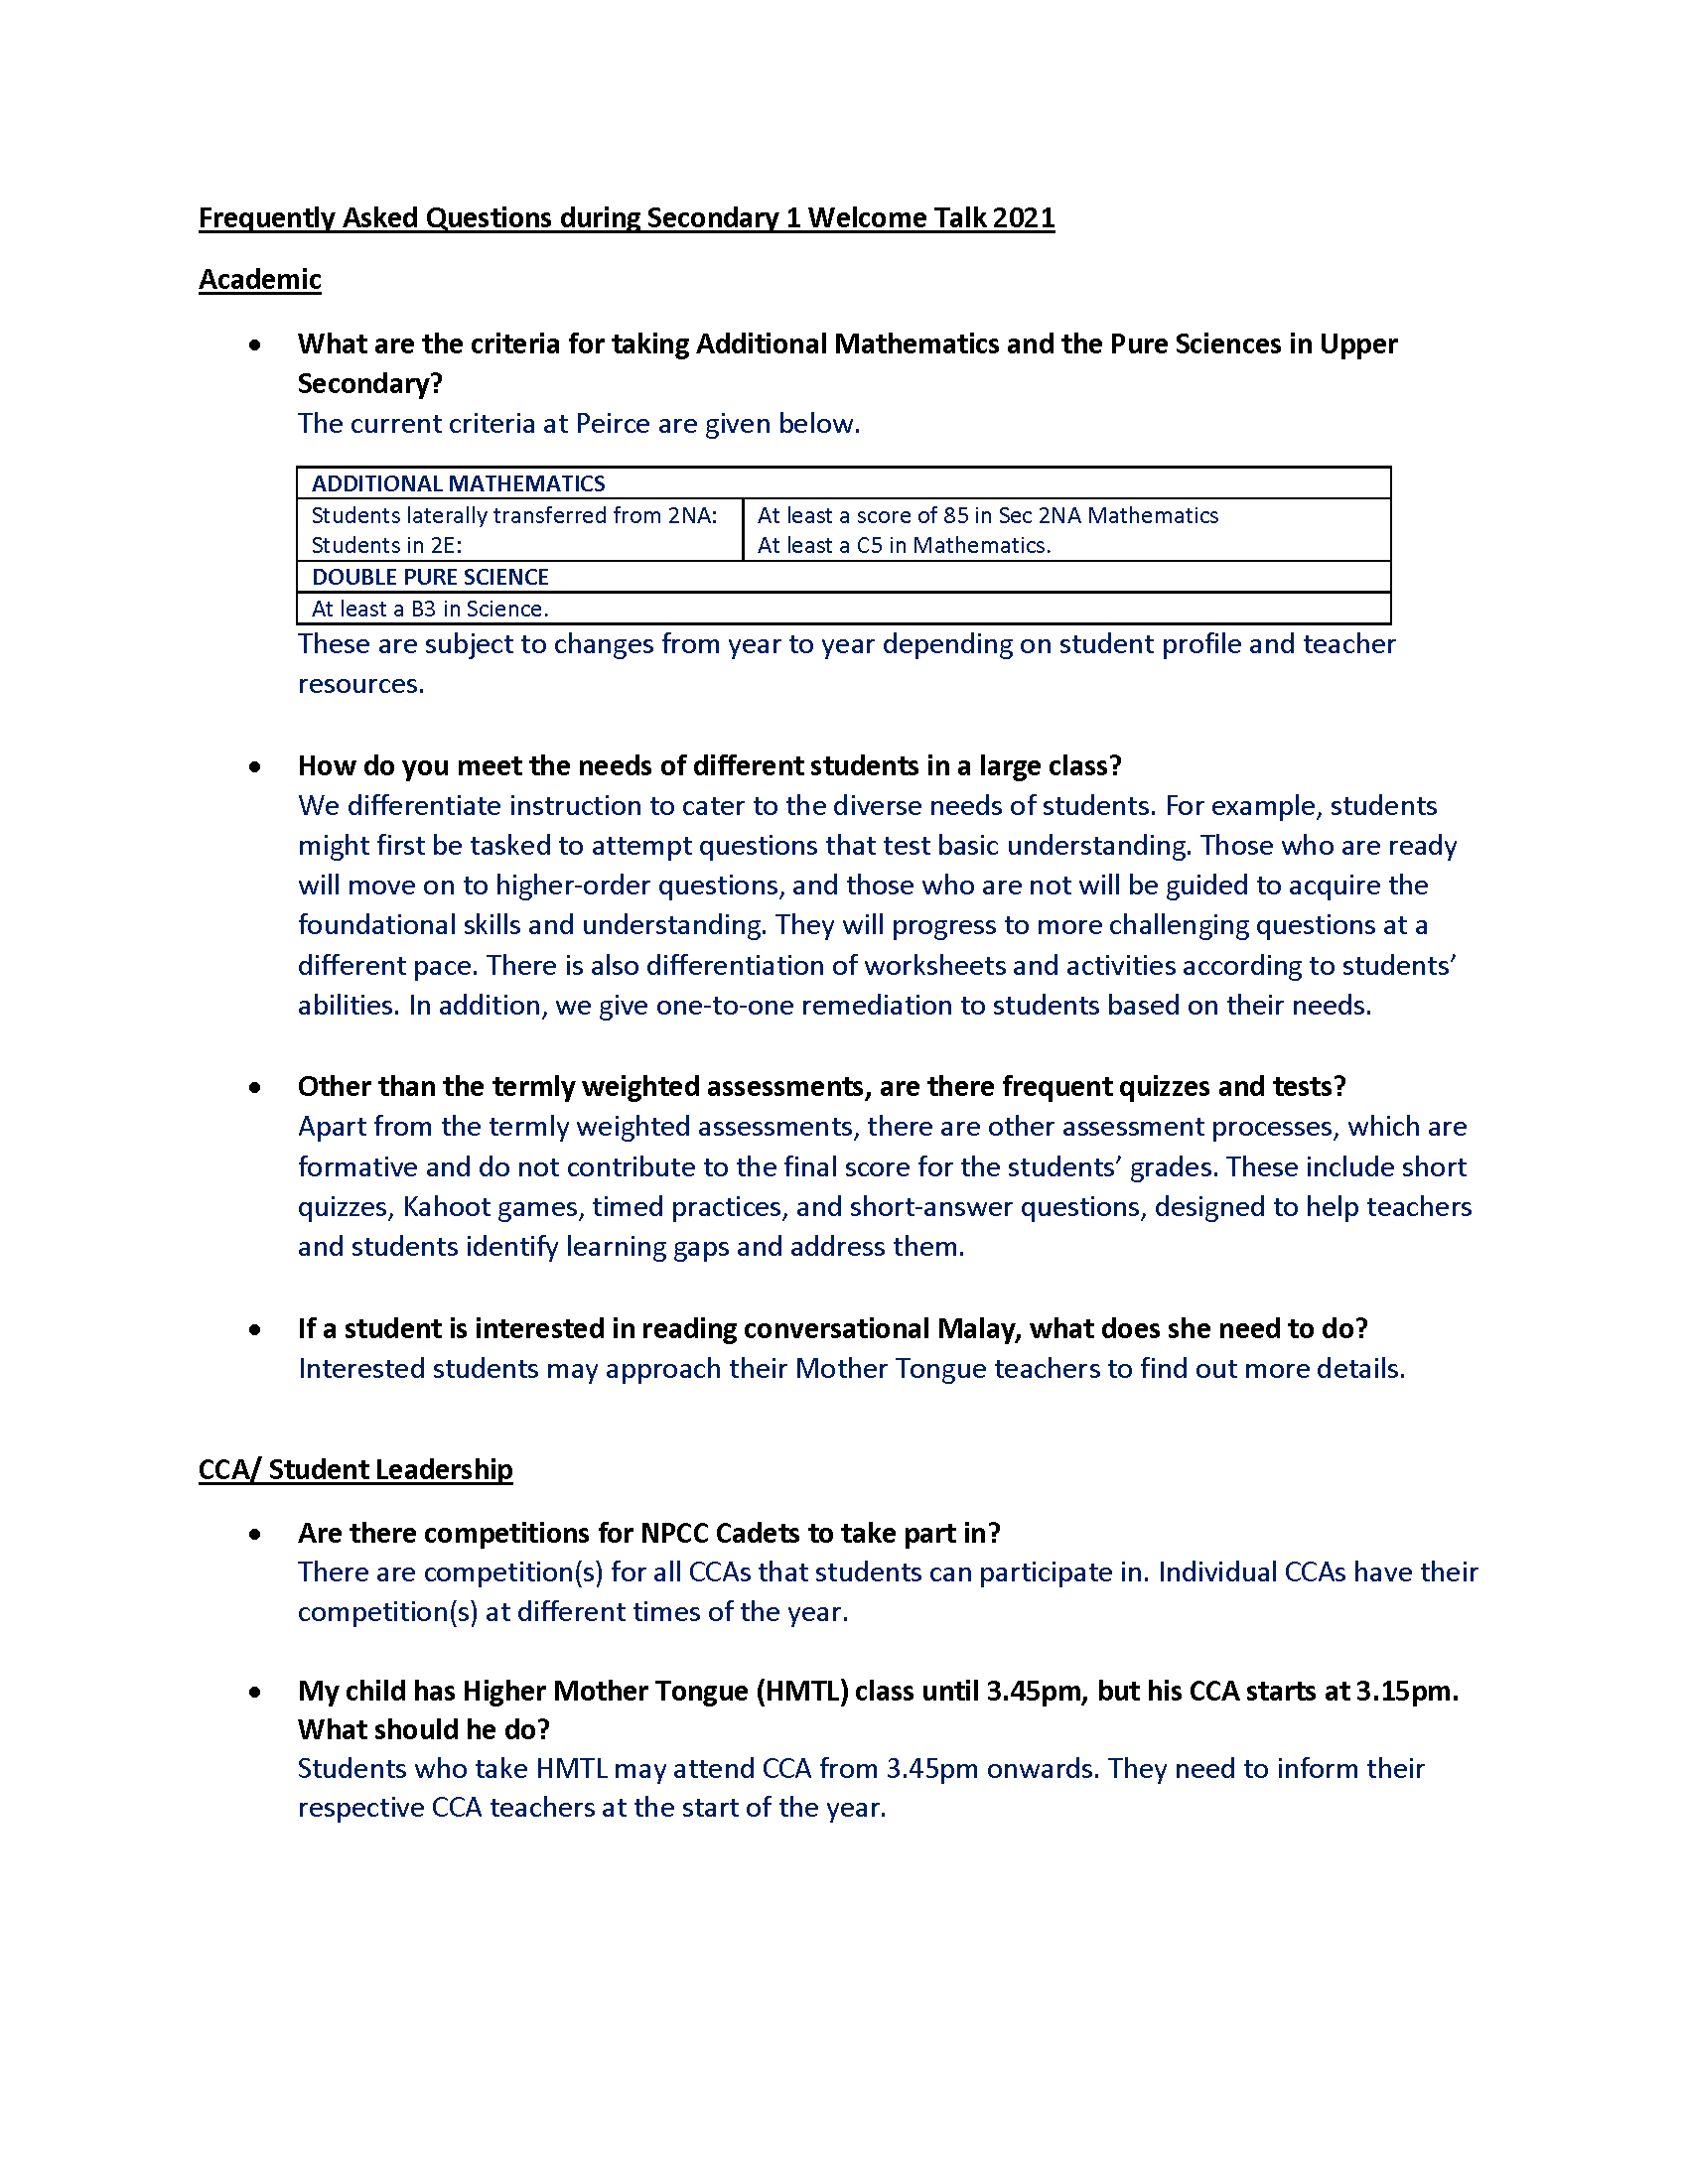 Frequently Asked Questions during Secondary 1 Welcome Talk 2021
Academic
• What are the criteria for taking Additional Mathematics and the Pure Sciences in Upper
Secondary?
The current criteria at Peirce are given below.
ADDITIONAL MATHEMATICS
Students laterally transferred from 2NA: At least a score of 85 in Sec 2NA Mathematics
Students in 2E: At least a C5 in Mathematics.
DOUBLE PURE SCIENCE
At least a B3 in Science.
These are subject to changes from year to year depending on student profile and teacher
resources.
• How do you meet the needs of different students in a large class?
We differentiate instruction to cater to the diverse needs of students. For example, students
might first be tasked to attempt questions that test basic understanding. Those who are ready
will move on to higher-order questions, and those who are not will be guided to acquire the
foundational skills and understanding. They will progress to more challenging questions at a
different pace. There is also differentiation of worksheets and activities according to students’
abilities. In addition, we give one-to-one remediation to students based on their needs.
• Other than the termly weighted assessments, are there frequent quizzes and tests?
Apart from the termly weighted assessments, there are other assessment processes, which are
formative and do not contribute to the final score for the students’ grades. These include short
quizzes, Kahoot games, timed practices, and short-answer questions, designed to help teachers
and students identify learning gaps and address them.
• If a student is interested in reading conversational Malay, what does she need to do?
Interested students may approach their Mother Tongue teachers to find out more details.
CCA/ Student Leadership
• Are there competitions for NPCC Cadets to take part in?
There are competition(s) for all CCAs that students can participate in. Individual CCAs have their
competition(s) at different times of the year.
• My child has Higher Mother Tongue (HMTL) class until 3.45pm, but his CCA starts at 3.15pm.
What should he do?
Students who take HMTL may attend CCA from 3.45pm onwards. They need to inform their
respective CCA teachers at the start of the year.